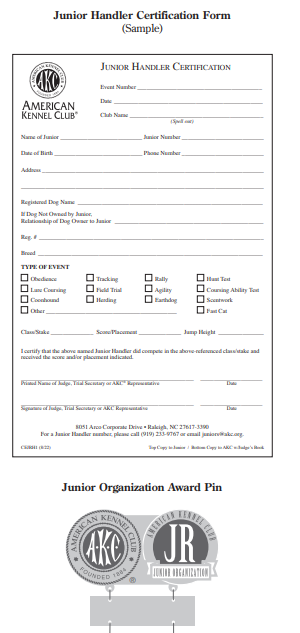 Junior Handler Certification Form
(Sample)
AKC
FOUNDED 1884
AMERICAN
KENNEL CLUB®
JUNIOR HANDLER CERTIFICATION
Event Number
Date
Club Name
(Spell out)
Name of Junior Junior Number
Date of Birth Phone Number
Address
Registered Dog Name
If Dog Not Owned by Junior,
Relationship of Dog Owner to Junior
Reg. #
Breed
TYPE OF EVENT
Obedience Tracking Rally Hunt Test
Lure Coursing Field Trial Agility Coursing Ability Test
Coonhound Herding Earthdog Scentwork
Other Fast Cat
Class/Stake Score/Placement Jump Height
I certify that the above named Junior Handler did compete in the above-referenced class/stake and
received the score and/or placement indicated.
Printed Name of Judge, Trial Secretary or AKC® Representative Date
Signature of Judge, Trial Secretary or AKC Representative Date
8051 Arco Corporate Drive • Raleigh, NC 27617-3390
For a Junior Handler number, please call (919) 233-9767 or email juniors@akc.org.
Top Copy to Junior / Bottom Copy to AKC in Judge's Book
Junior Organization Award Pin
AMERICAN KENNEL CLUB
AKC
FOUNDED 1884
®
AMERICAN KENNEL CLUB
JR
JUNIOR ORGANIZATION